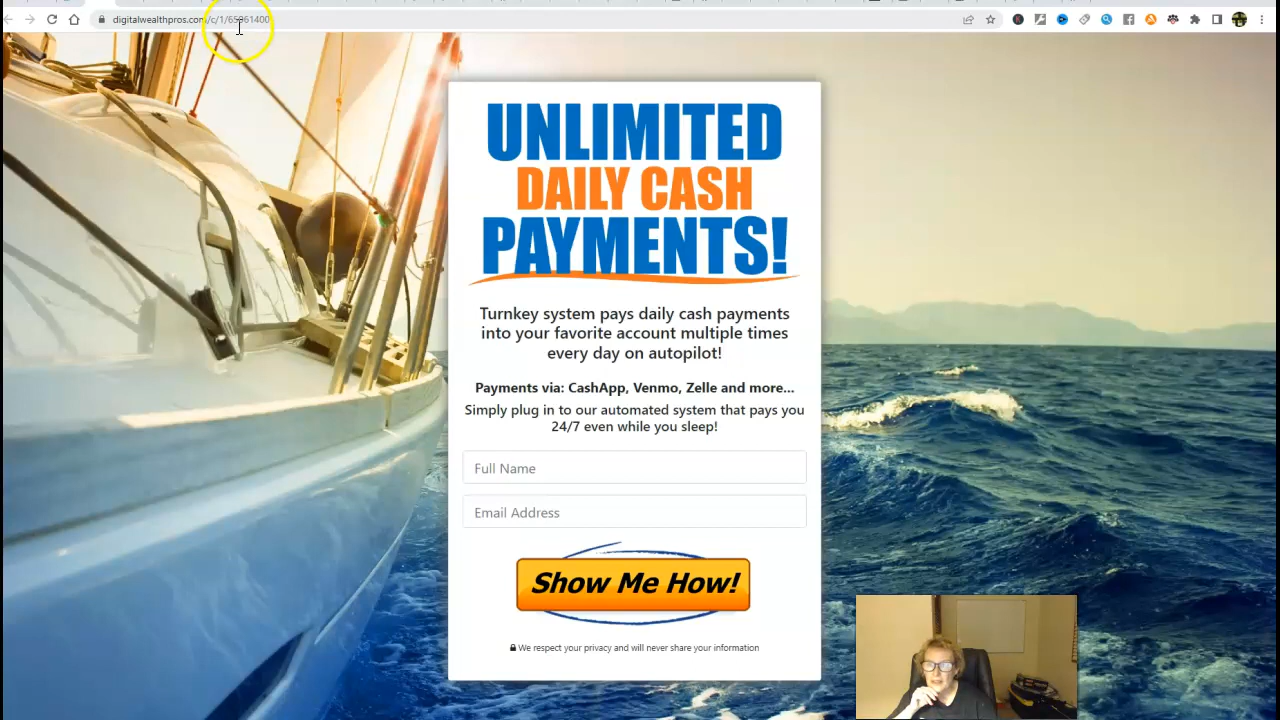 digitalwealthpros.com/c/1/65961400
UNLIMITED
DAILY CASH
PAYMENTS!
Turnkey system pays daily cash payments
into your favorite account multiple times
every day on autopilot!
Payments via: CashApp, Venmo, Zelle and more...
Simply plug in to our automated system that pays you
24/7 even while you sleep!
Full Name
Email Address
Show Me How!
We respect your privacy and will never share your information